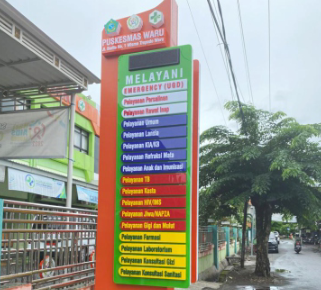 PUSKESMAS WARU
MELAYANI
EMERGENCY (UGD)
Pelayanan Persalinan
Pelayanan Rawat Inap
Pelayanan Umum
Pelayanan Lansia
Pelayanan KIA/KB
Pelayanan Refraksi Mata
Pelayanan Anak dan Imunisasi
Pelayanan TB
Pelayanan Kusta
Pelayanan HIV/IMS
Pelayanan Jiwa/NAPZA
Pelayanan Gigi dan Mulut
Pelayanan Farmasi
Pelayanan Laboratorium
Pelayanan Konsultasi Gizi
Pelayanan Konsultasi Sanitasi